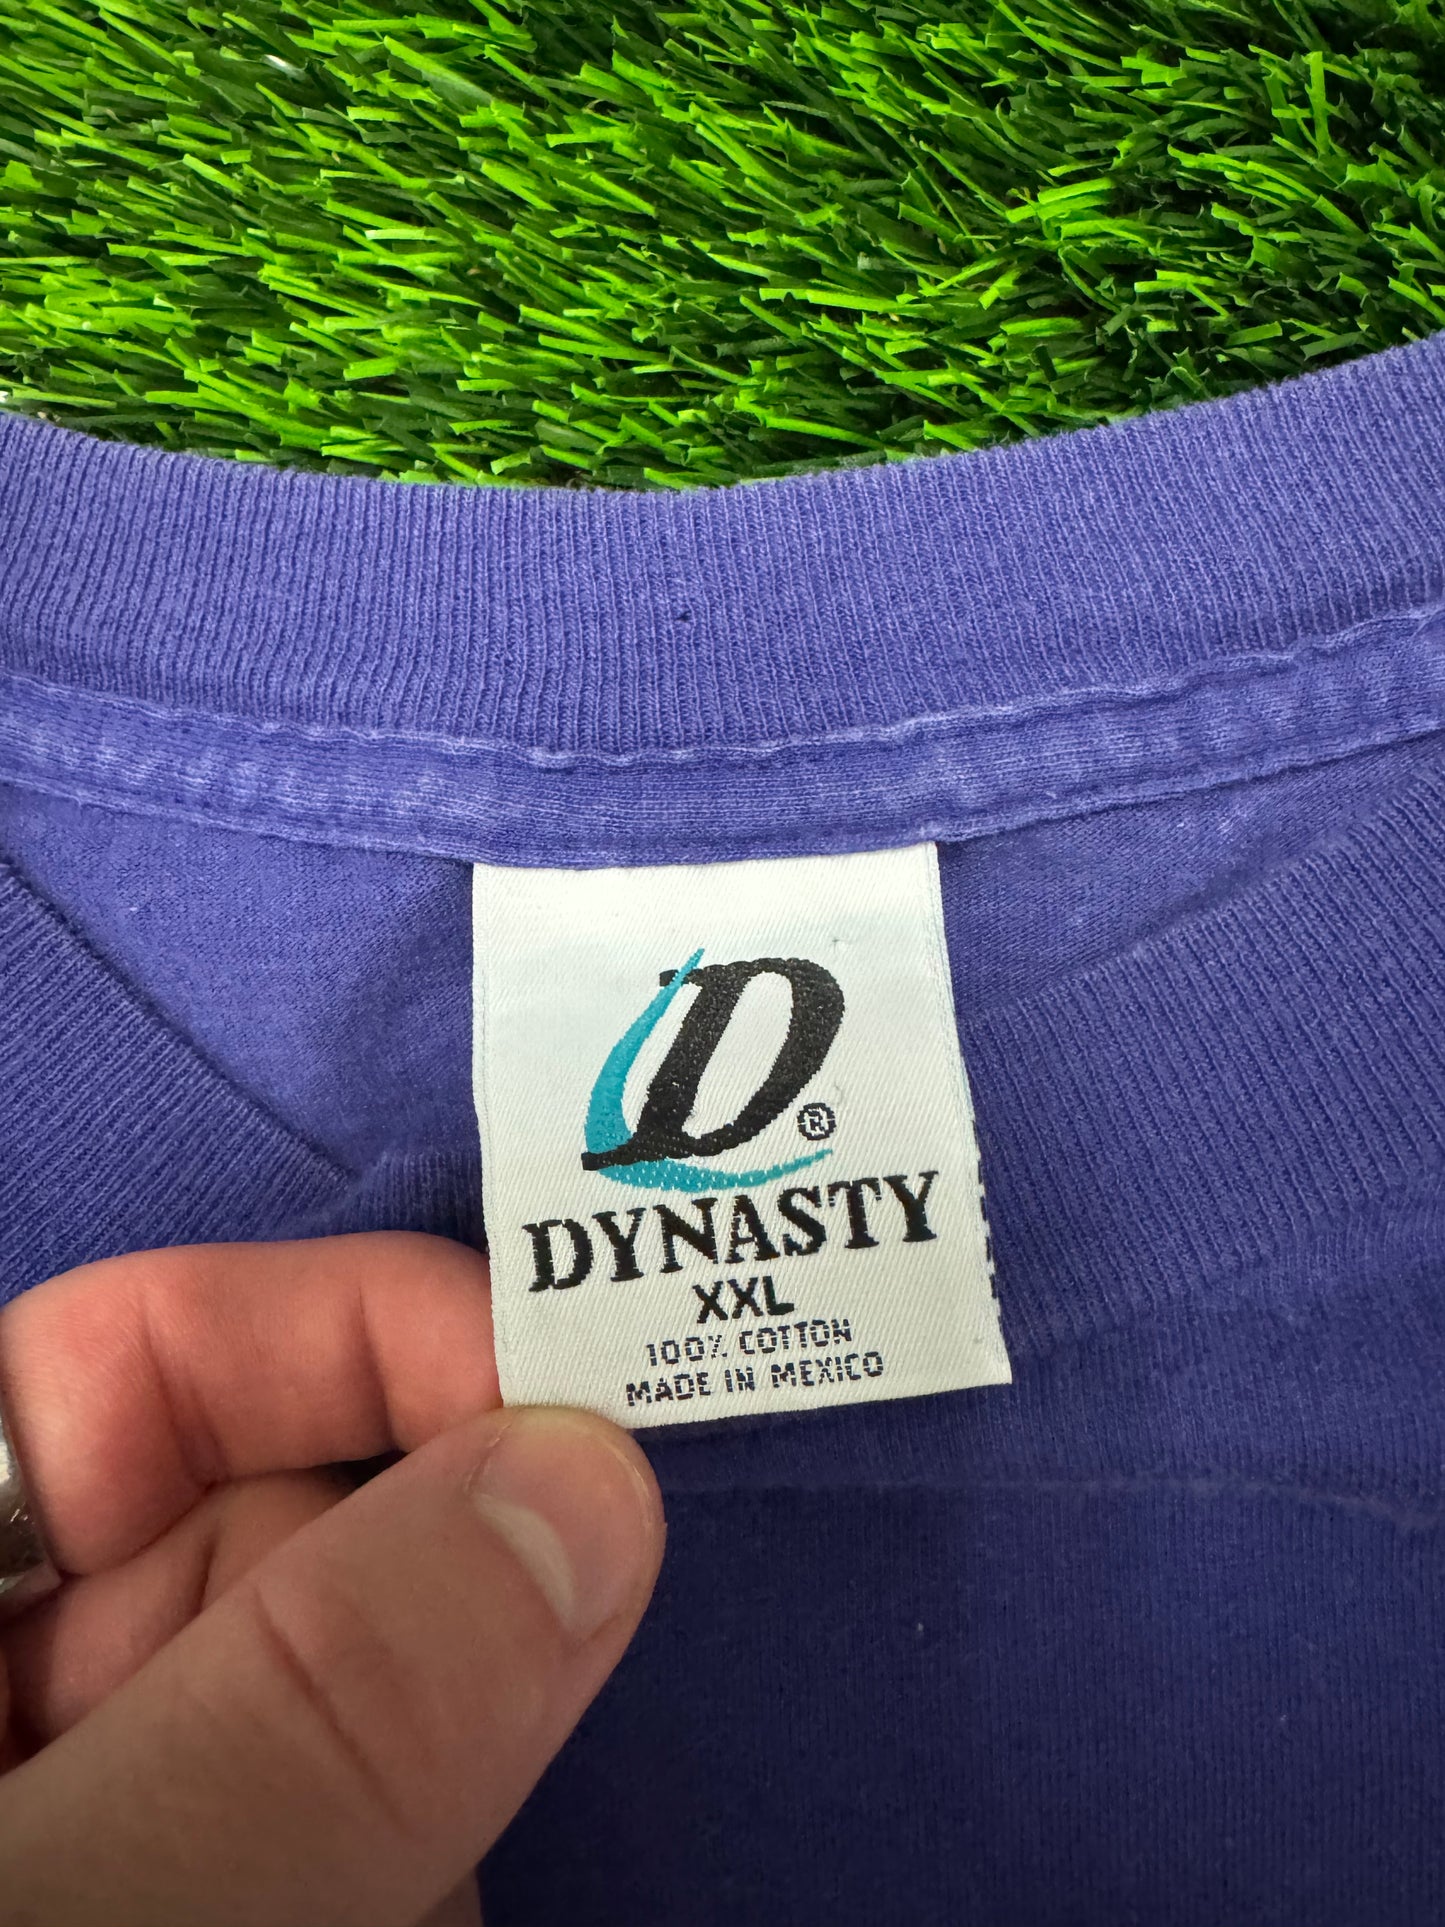 D®
DYNASTY
XXL
100% COTTON
MADE IN MEXICO